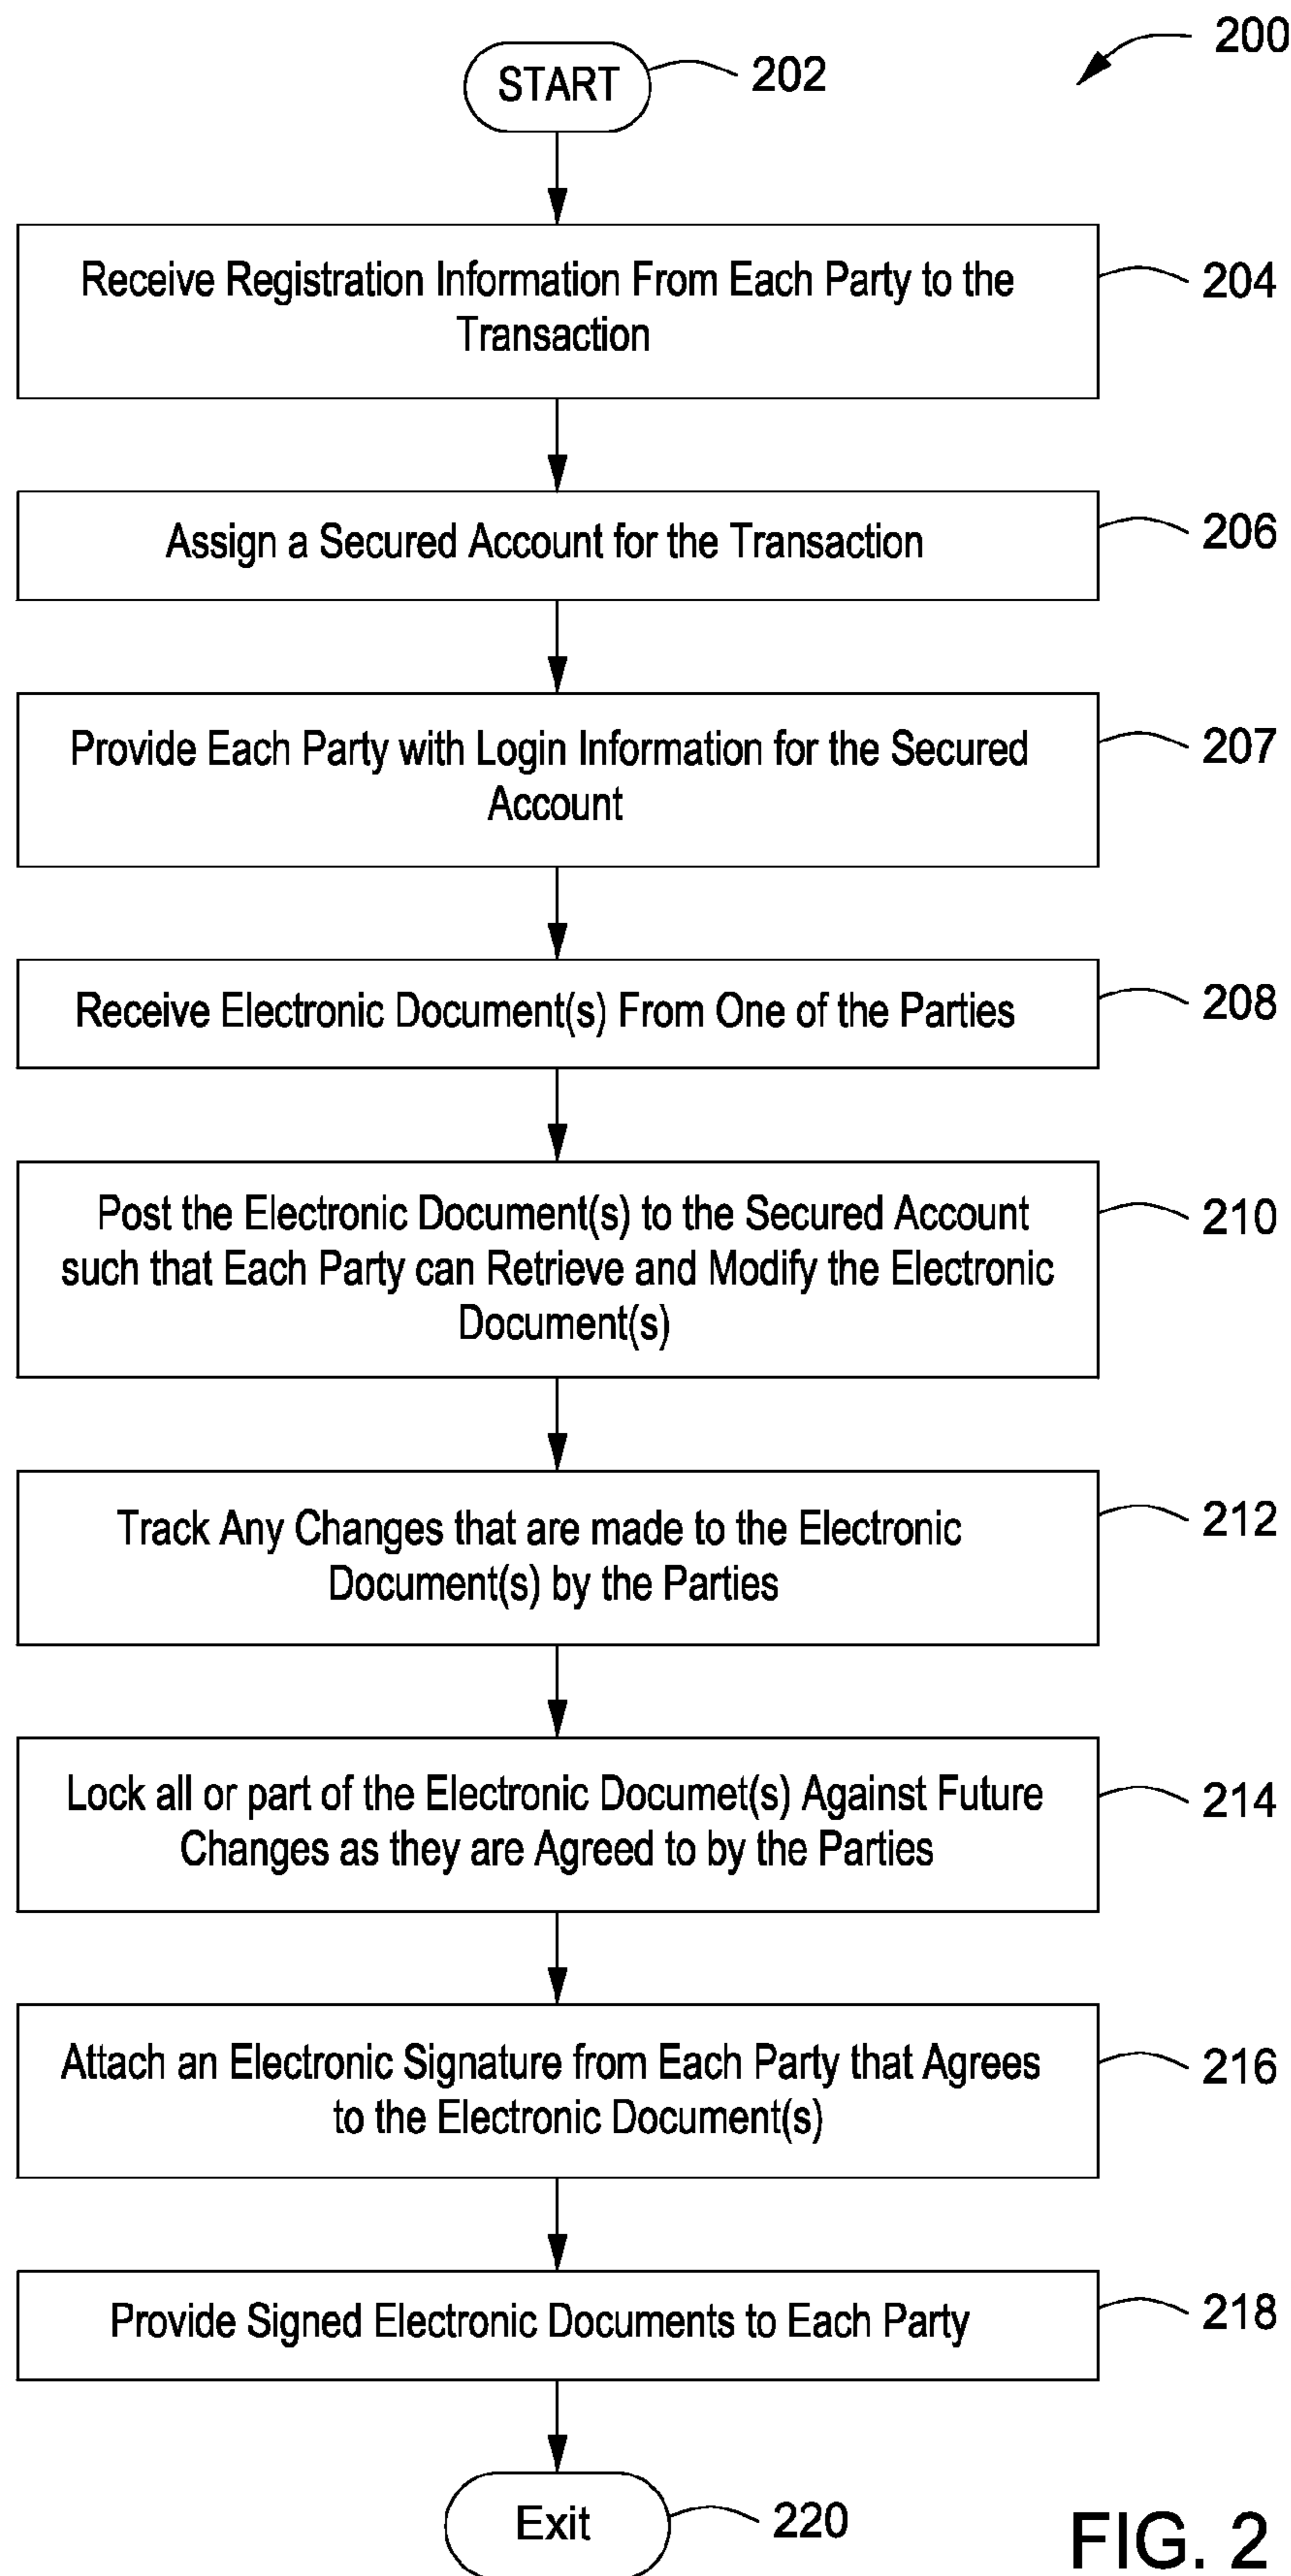 200
START
202
Receive Registration Information From Each Party to the
Transaction
204
Assign a Secured Account for the Transaction
206
Provide Each Party with Login Information for the Secured
Account
207
Receive Electronic Document(s) From One of the Parties
208
Post the Electronic Document(s) to the Secured Account
such that Each Party can Retrieve and Modify the Electronic
Document(s)
210
Track Any Changes that are made to the Electronic
Document(s) by the Parties
212
Lock all or part of the Electronic Documet(s) Against Future
Changes as they are Agreed to by the Parties
214
Attach an Electronic Signature from Each Party that Agrees
to the Electronic Document(s)
216
Provide Signed Electronic Documents to Each Party
218
Exit
220
FIG. 2